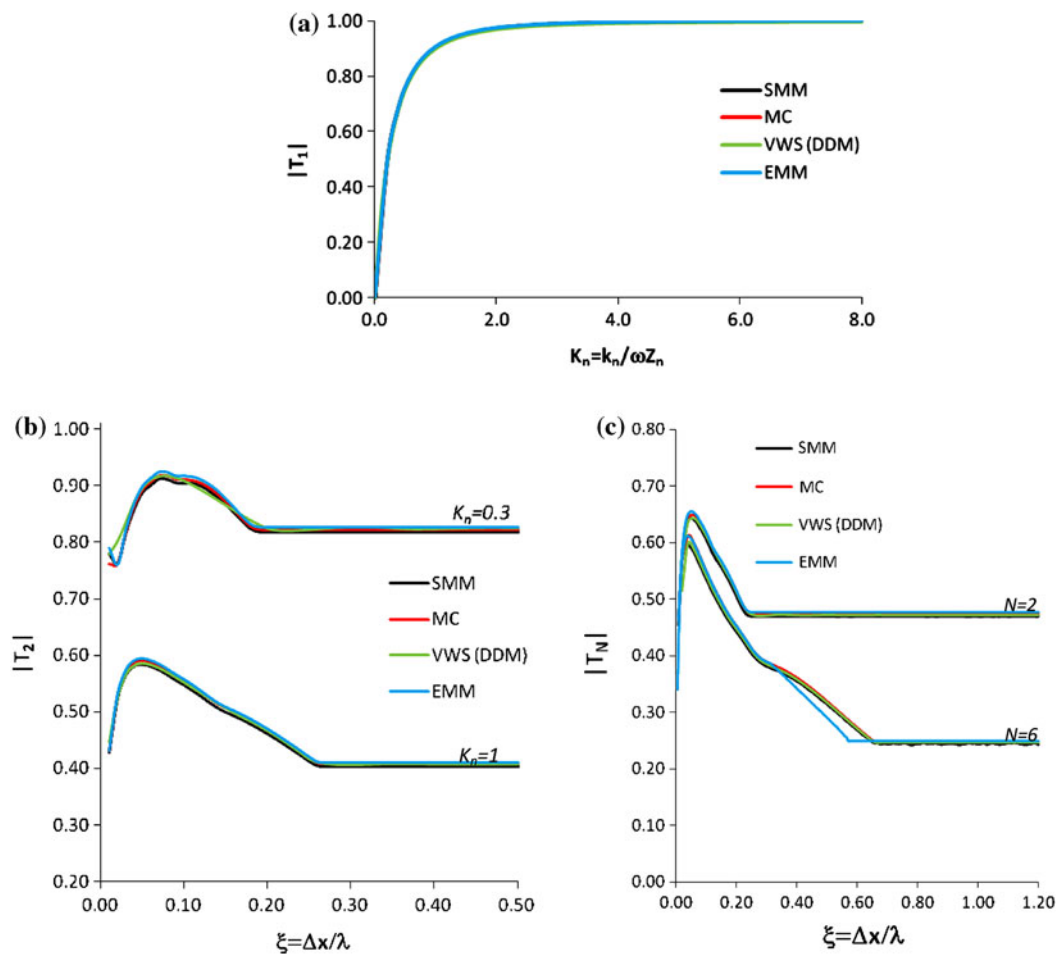 (a)
1.00
0.80
0.60
0.40
0.20
0.00
|T₁|
0.0 2.0 4.0 6.0 8.0
Kₙ=kₙ/ωZₙ
SMM
MC
VWS (DDM)
EMM
(b)
1.00
0.90
0.80
0.70
0.60
0.50
0.40
0.30
0.20
|T₂|
0.00 0.10 0.20 0.30 0.40 0.50
ξ=Δx/λ
Kₙ=0.3
SMM
MC
VWS (DDM)
EMM
Kₙ=1
(c)
0.80
0.70
0.60
0.50
0.40
0.30
0.20
0.10
0.00
|T_N|
0.00 0.20 0.40 0.60 0.80 1.00 1.20
ξ=Δx/λ
SMM
MC
VWS (DDM)
EMM
N=2
N=6